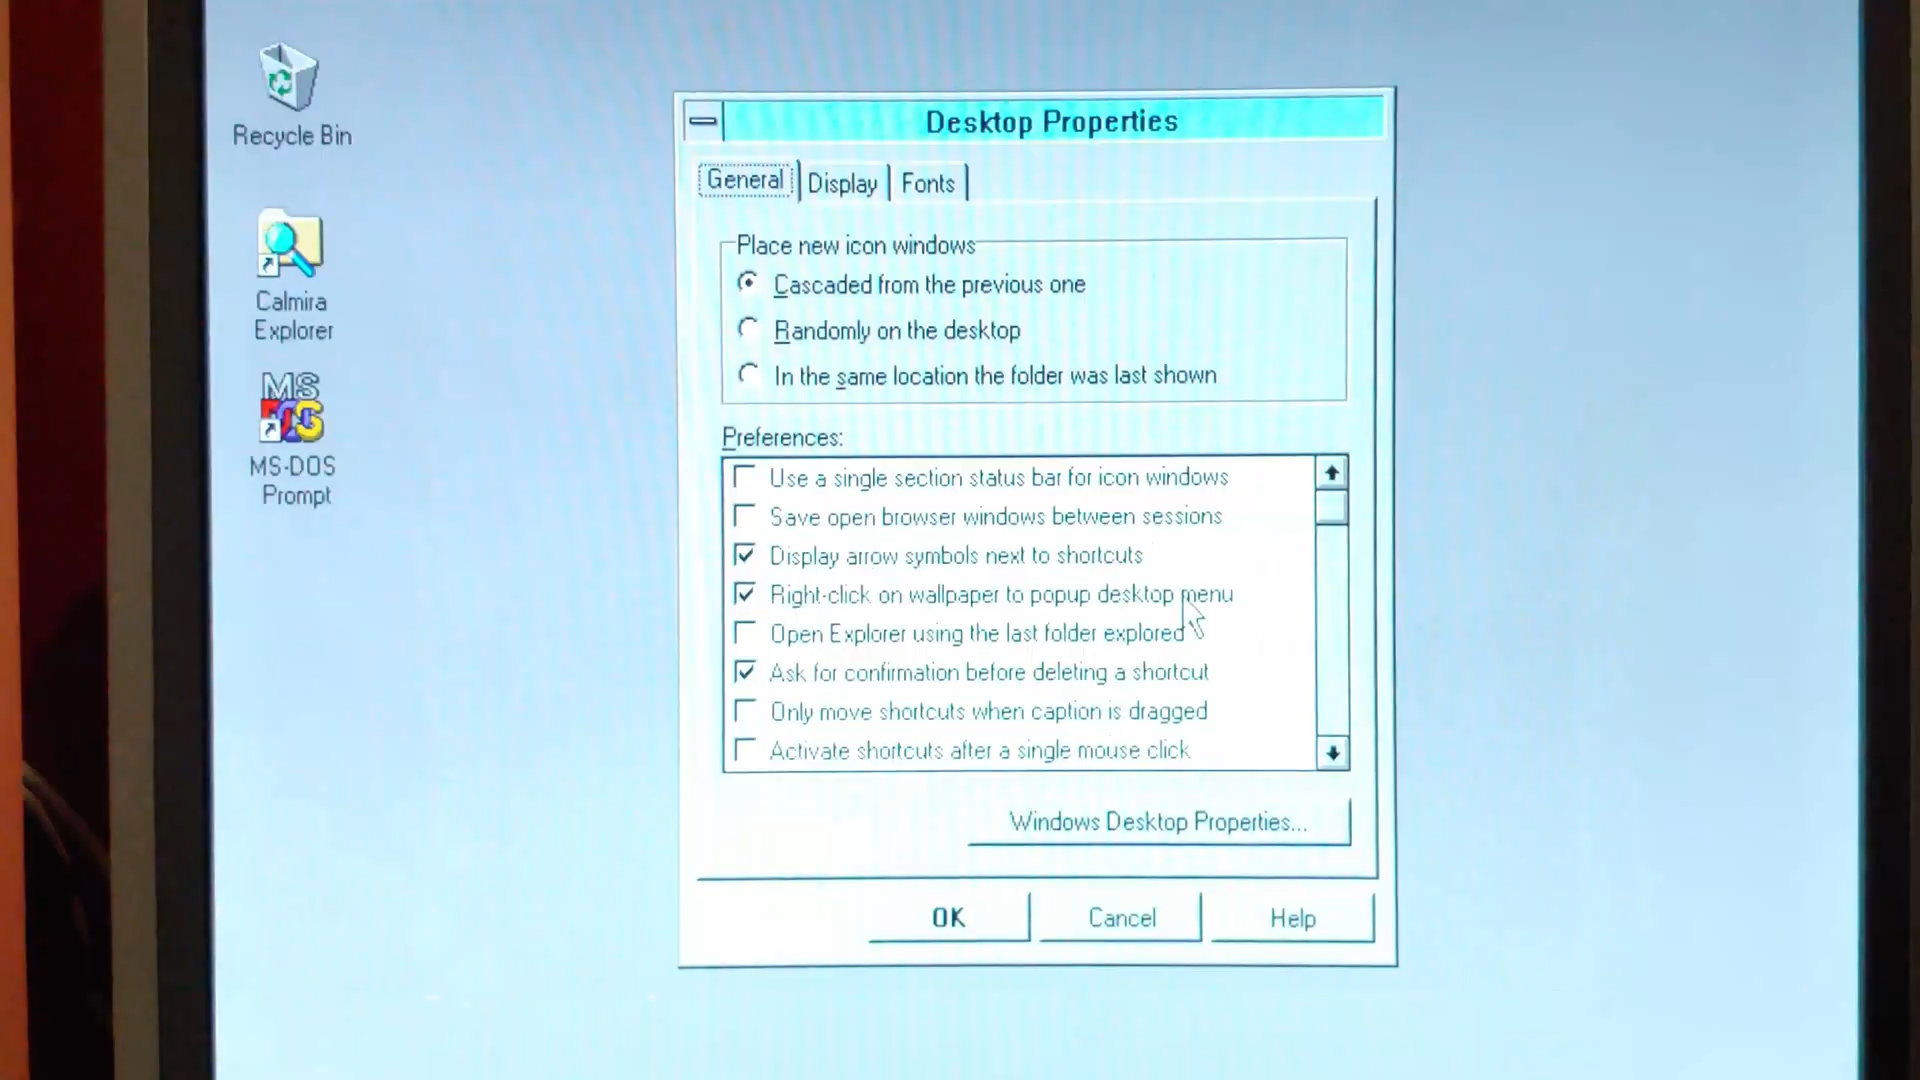 Recycle Bin
Calmira
Explorer
MS
DOS
MS-DOS
Prompt
Desktop Properties
General
Display
Fonts
Place new icon windows
Cascaded from the previous one
Randomly on the desktop
In the same location the folder was last shown
Preferences:
Use a single section status bar for icon windows
Save open browser windows between sessions
Display arrow symbols next to shortcuts
Right-click on wallpaper to popup desktop menu
Open Explorer using the last folder explored
Ask for confirmation before deleting a shortcut
Only move shortcuts when caption is dragged
Activate shortcuts after a single mouse click
Windows Desktop Properties...
OK
Cancel
Help